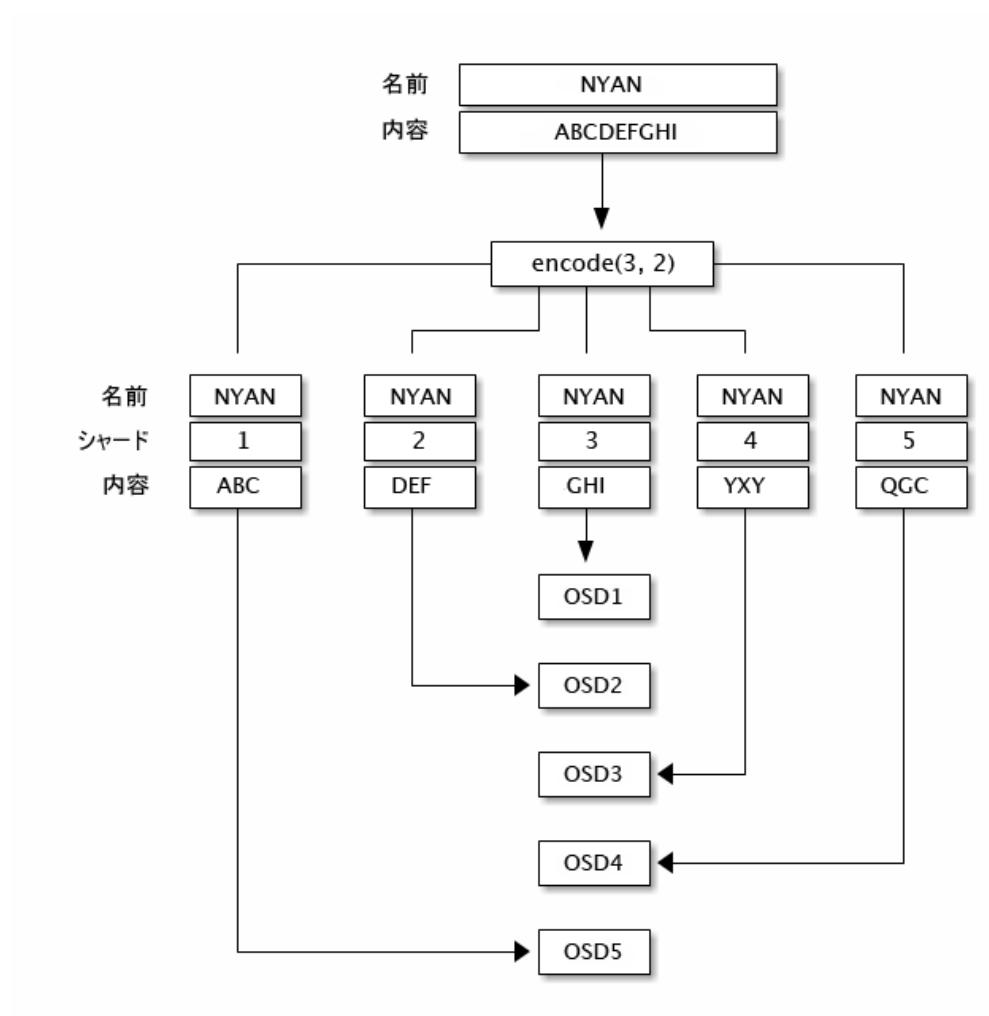 名前 NYAN
内容 ABCDEFGHI
encode(3, 2)
名前 NYAN NYAN NYAN NYAN NYAN
シャード 1 2 3 4 5
内容 ABC DEF GHI YXY QGC
OSD1
OSD2
OSD3
OSD4
OSD5